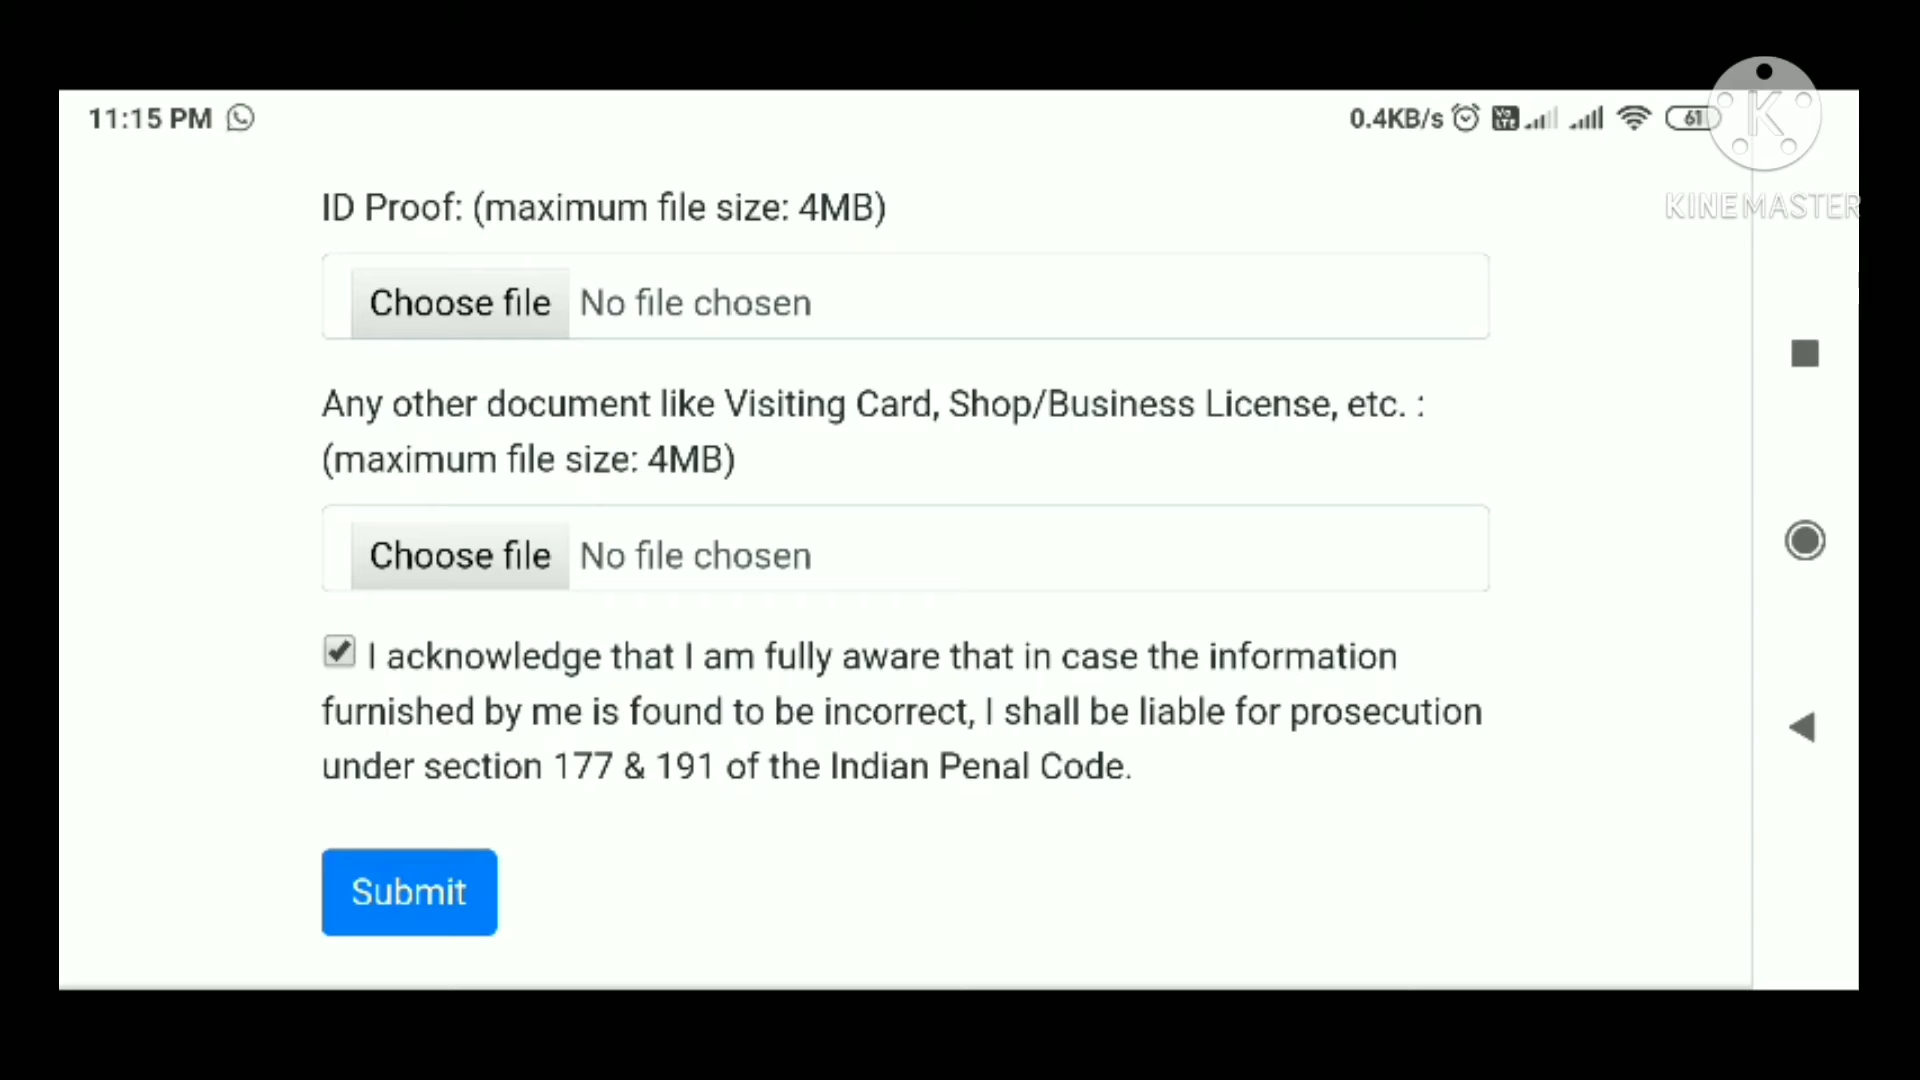 11:15 PM
0.4KB/s
Vo LTE
61
K
KINEMASTER
ID Proof: (maximum file size: 4MB)
Choose file No file chosen
Any other document like Visiting Card, Shop/Business License, etc. :
(maximum file size: 4MB)
Choose file No file chosen
I acknowledge that I am fully aware that in case the information
furnished by me is found to be incorrect, I shall be liable for prosecution
under section 177 & 191 of the Indian Penal Code.
Submit